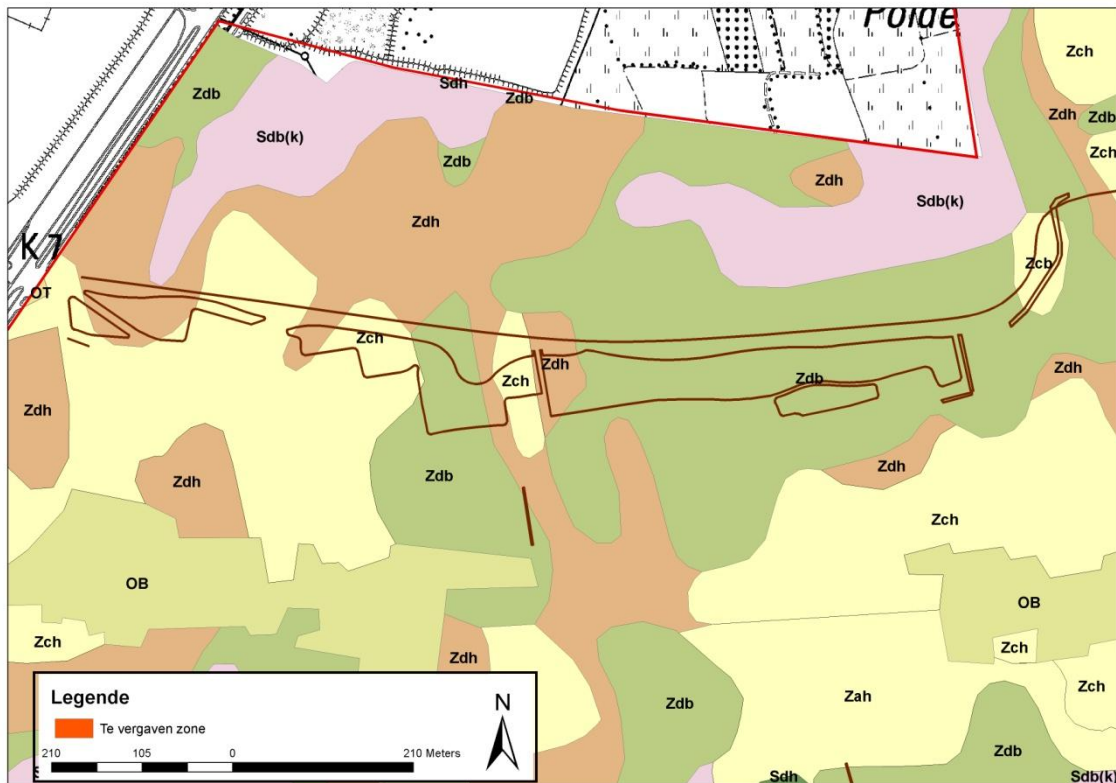 Polde
Zch
Zdb
Sdh
Zdb
Zdh
Zdb
Sdb(k)
Zch
Zdb
Zdh
Zdh
Sdb(k)
K7
OT
Zcb
Zch
Zdh
Zdh
Zch
Zdb
Zdh
Zdb
Zdh
Zdh
Zch
OB
OB
Zch
Zch
Zdh
Zch
Zah
Zdb
Zdb
Sdh
Sdb(k)
Legende
Te vergaven zone
N
210 105 0 210 Meters